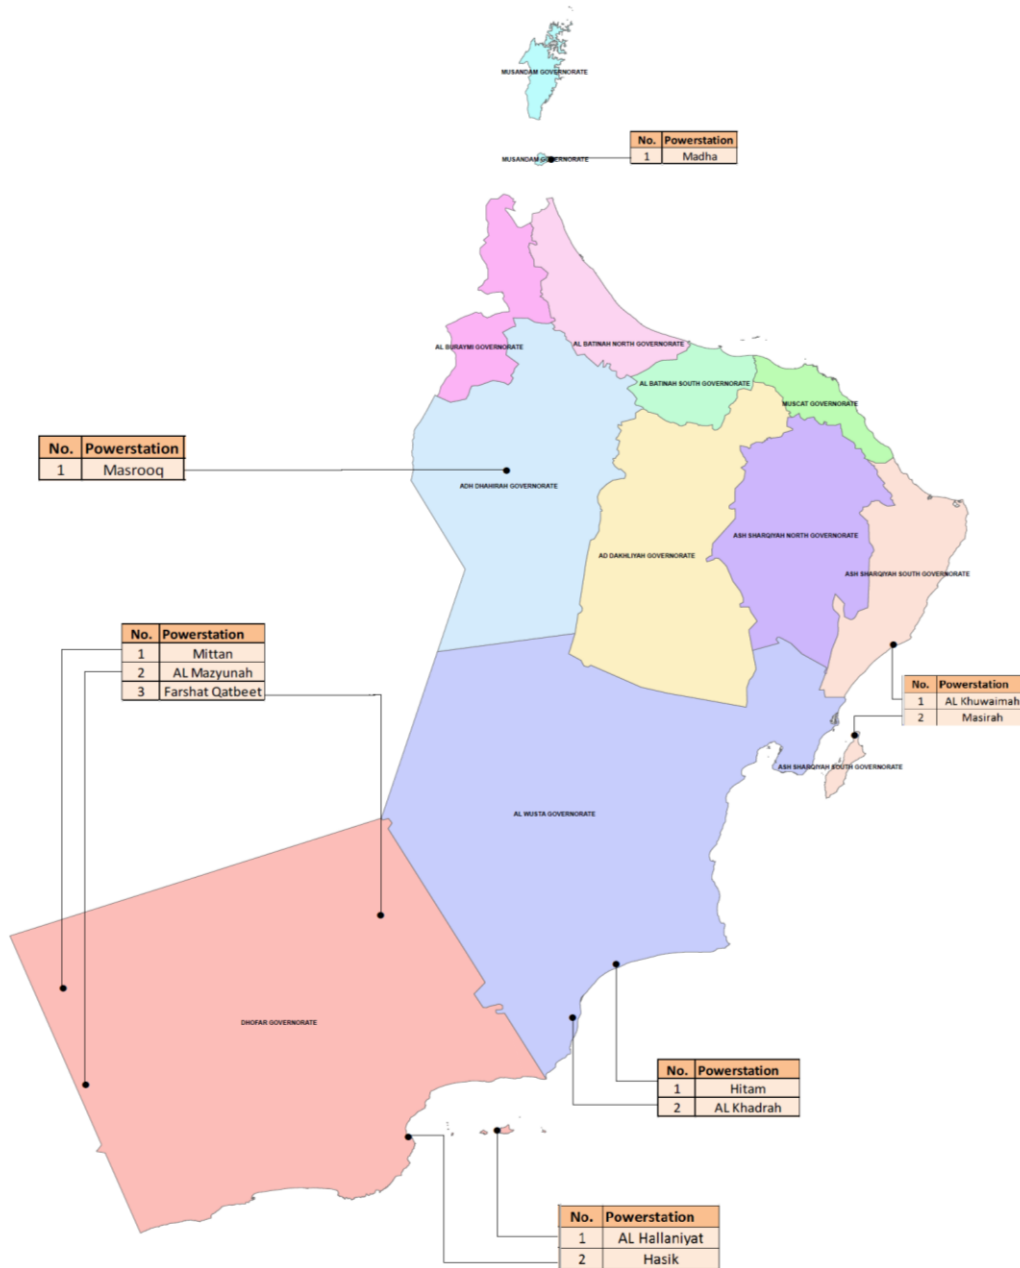 MUSANDAM GOVERNORATE
No. Powerstation
1 Madha
MUSANDAM GOVERNORATE
AL BURAYMI GOVERNORATE
AL BATINAH NORTH GOVERNORATE
AL BATINAH SOUTH GOVERNORATE
MUSCAT GOVERNORATE
No. Powerstation
1 Masrooq
ADH DHAHIRAH GOVERNORATE
ASH SHARQIYAH NORTH GOVERNORATE
AD DAKHLIYAH GOVERNORATE
ASH SHARQIYAH SOUTH GOVERNORATE
No. Powerstation
1 Mittan
2 AL Mazyunah
3 Farshat Qatbeet
No. Powerstation
1 AL Khuwaimah
2 Masirah
ASH SHARQIYAH SOUTH GOVERNORATE
AL WUSTA GOVERNORATE
DHOFAR GOVERNORATE
No. Powerstation
1 Hitam
2 AL Khadrah
No. Powerstation
1 AL Hallaniyat
2 Hasik